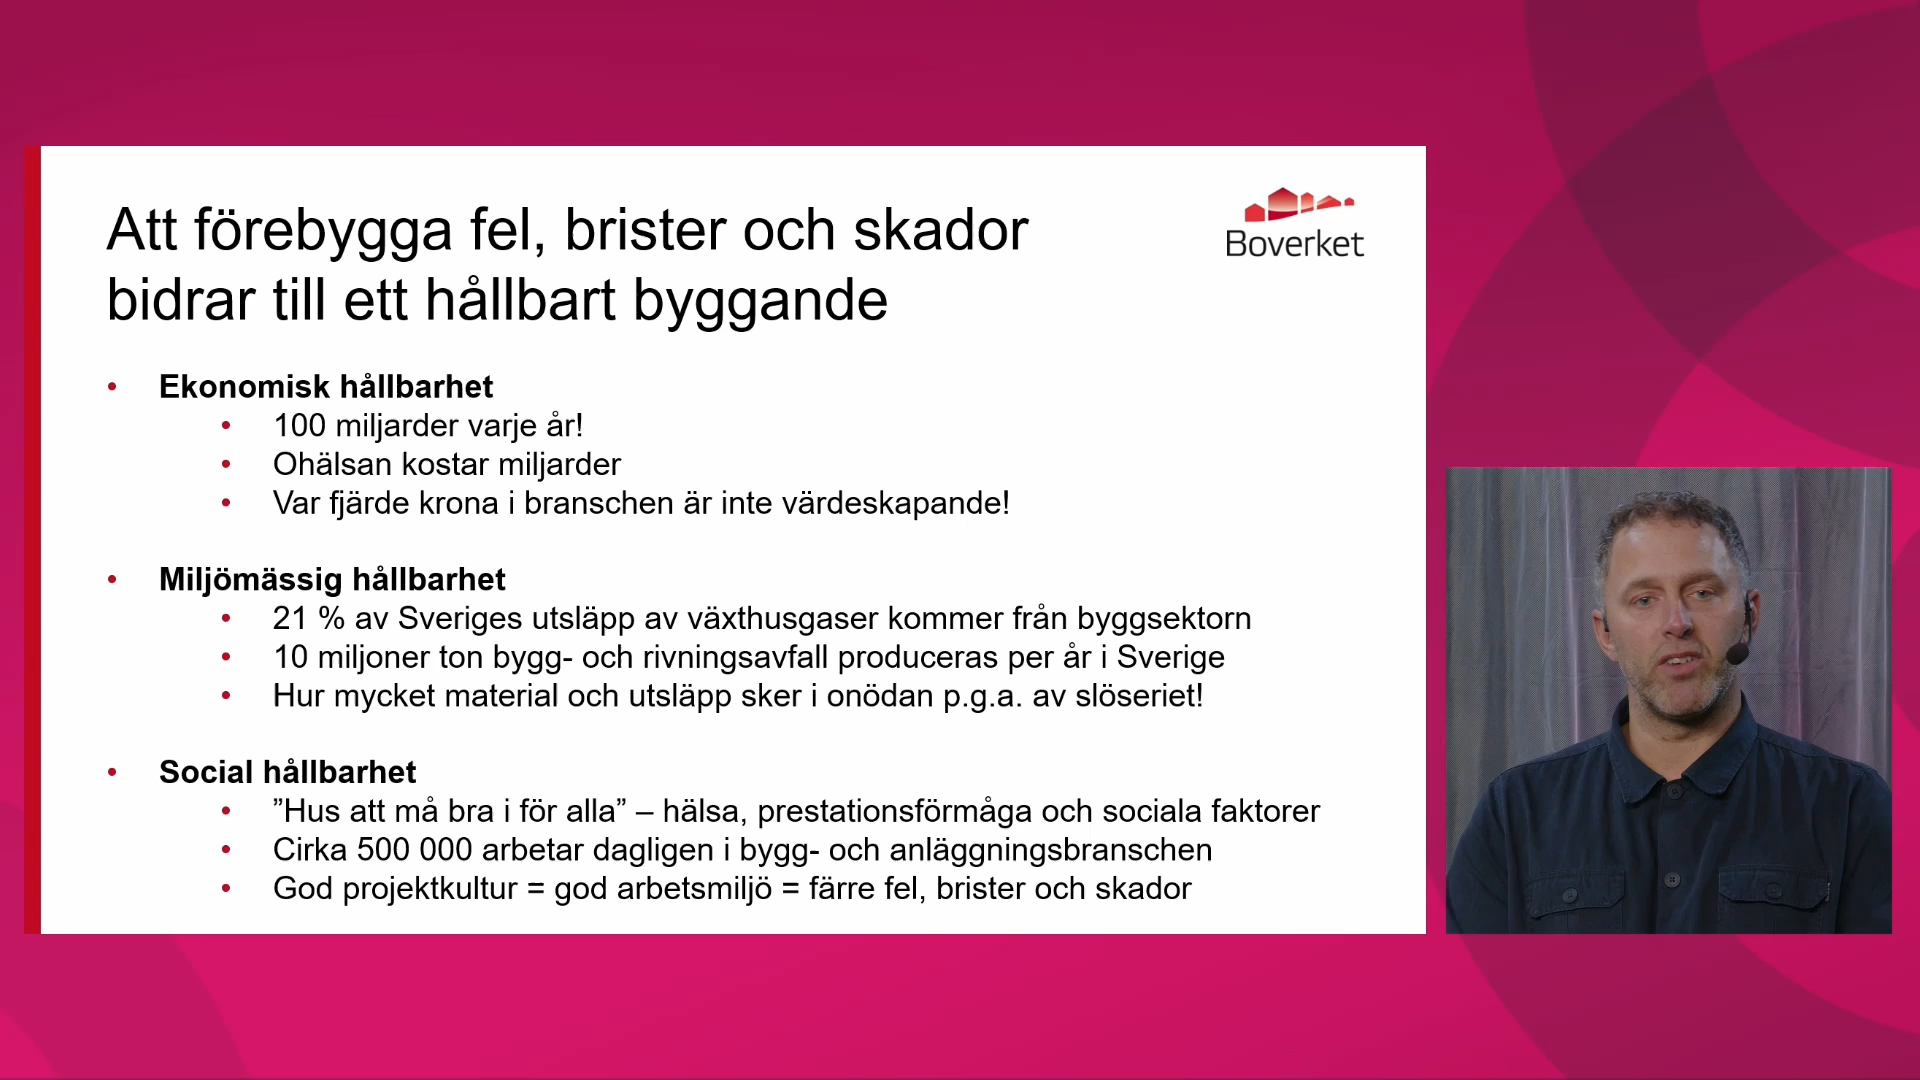 Att förebygga fel, brister och skador
bidrar till ett hållbart byggande
Boverket
• Ekonomisk hållbarhet
• 100 miljarder varje år!
• Ohälsan kostar miljarder
• Var fjärde krona i branschen är inte värdeskapande!
• Miljömässig hållbarhet
• 21 % av Sveriges utsläpp av växthusgaser kommer från byggsektorn
• 10 miljoner ton bygg- och rivningsavfall produceras per år i Sverige
• Hur mycket material och utsläpp sker i onödan p.g.a. av slöseriet!
• Social hållbarhet
• ”Hus att må bra i för alla” – hälsa, prestationsförmåga och sociala faktorer
• Cirka 500 000 arbetar dagligen i bygg- och anläggningsbranschen
• God projektkultur = god arbetsmiljö = färre fel, brister och skador